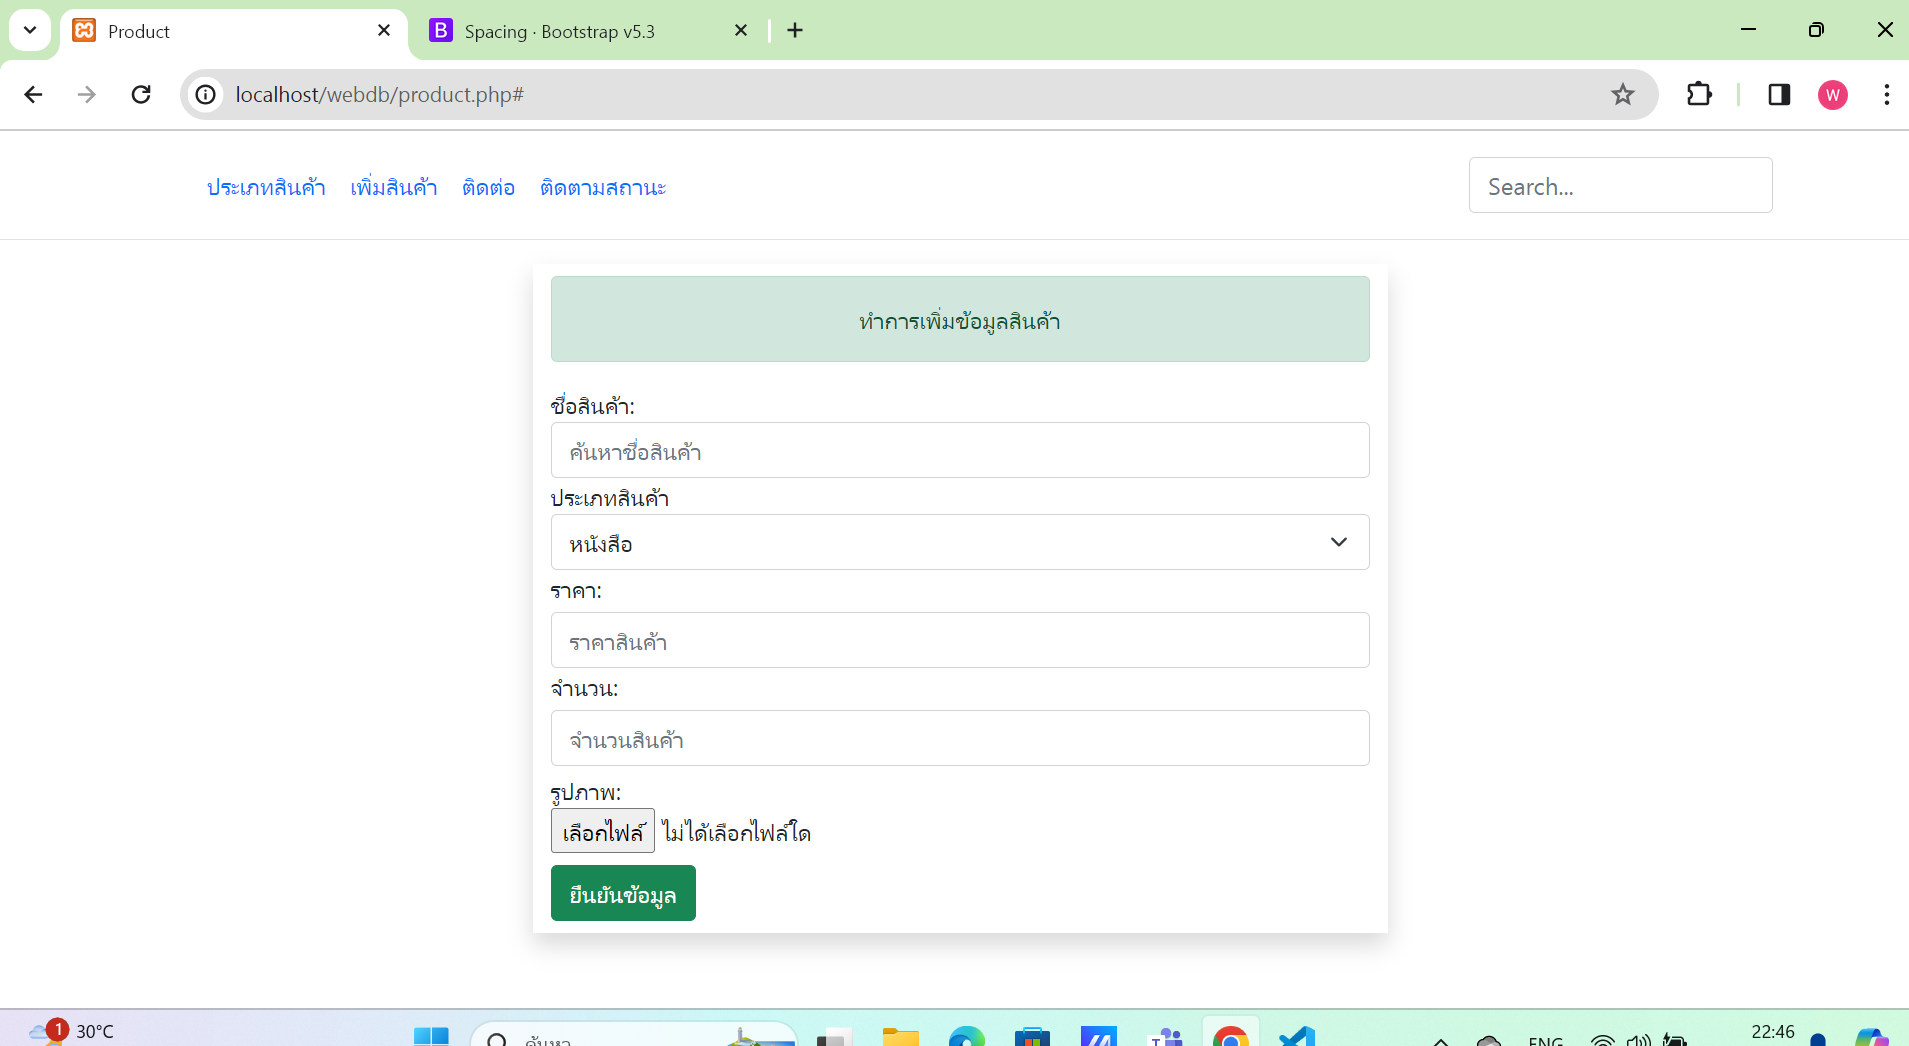 Product
Spacing · Bootstrap v5.3
localhost/webdb/product.php#
W
ประเภทสินค้า เพิ่มสินค้า ติดต่อ ติดตามสถานะ
Search...
ทำการเพิ่มข้อมูลสินค้า
ชื่อสินค้า:
ค้นหาชื่อสินค้า
ประเภทสินค้า
หนังสือ
ราคา:
ราคาสินค้า
จำนวน:
จำนวนสินค้า
รูปภาพ:
เลือกไฟล์ ไม่ได้เลือกไฟล์ใด
ยืนยันข้อมูล
1 30°C
ค้นหา
ENG
22:46